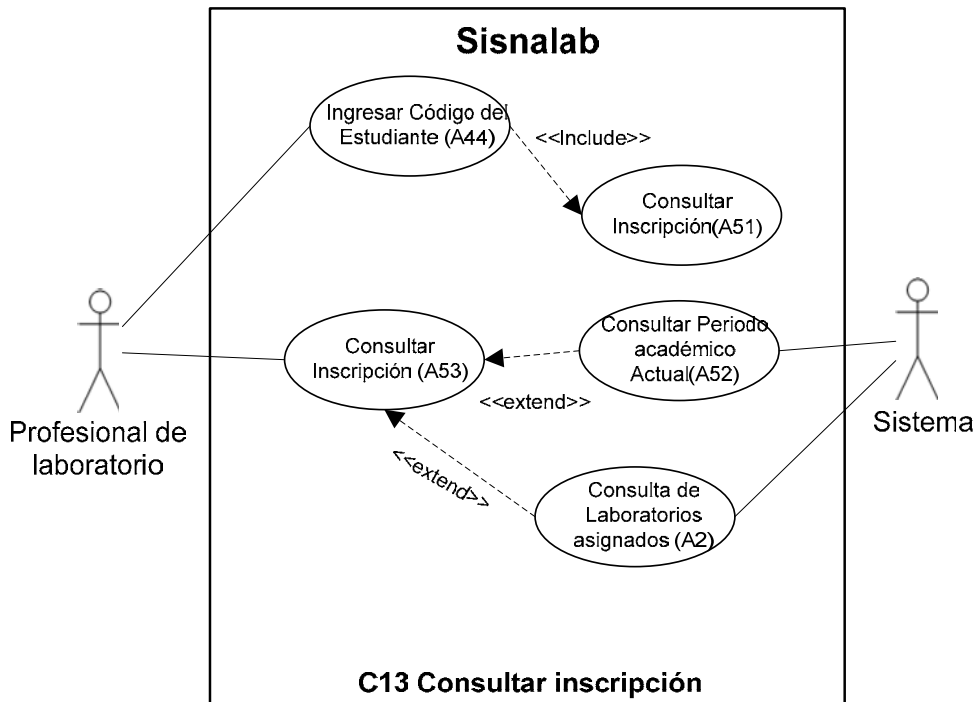 Sisnalab
Ingresar Código del
Estudiante (A44)
<<Include>>
Consultar
Inscripción(A51)
Consultar
Inscripción (A53)
Consultar Periodo
académico
Actual(A52)
<<extend>>
<<extend>>
Consulta de
Laboratorios
asignados (A2)
Profesional de
laboratorio
Sistema
C13 Consultar inscripción